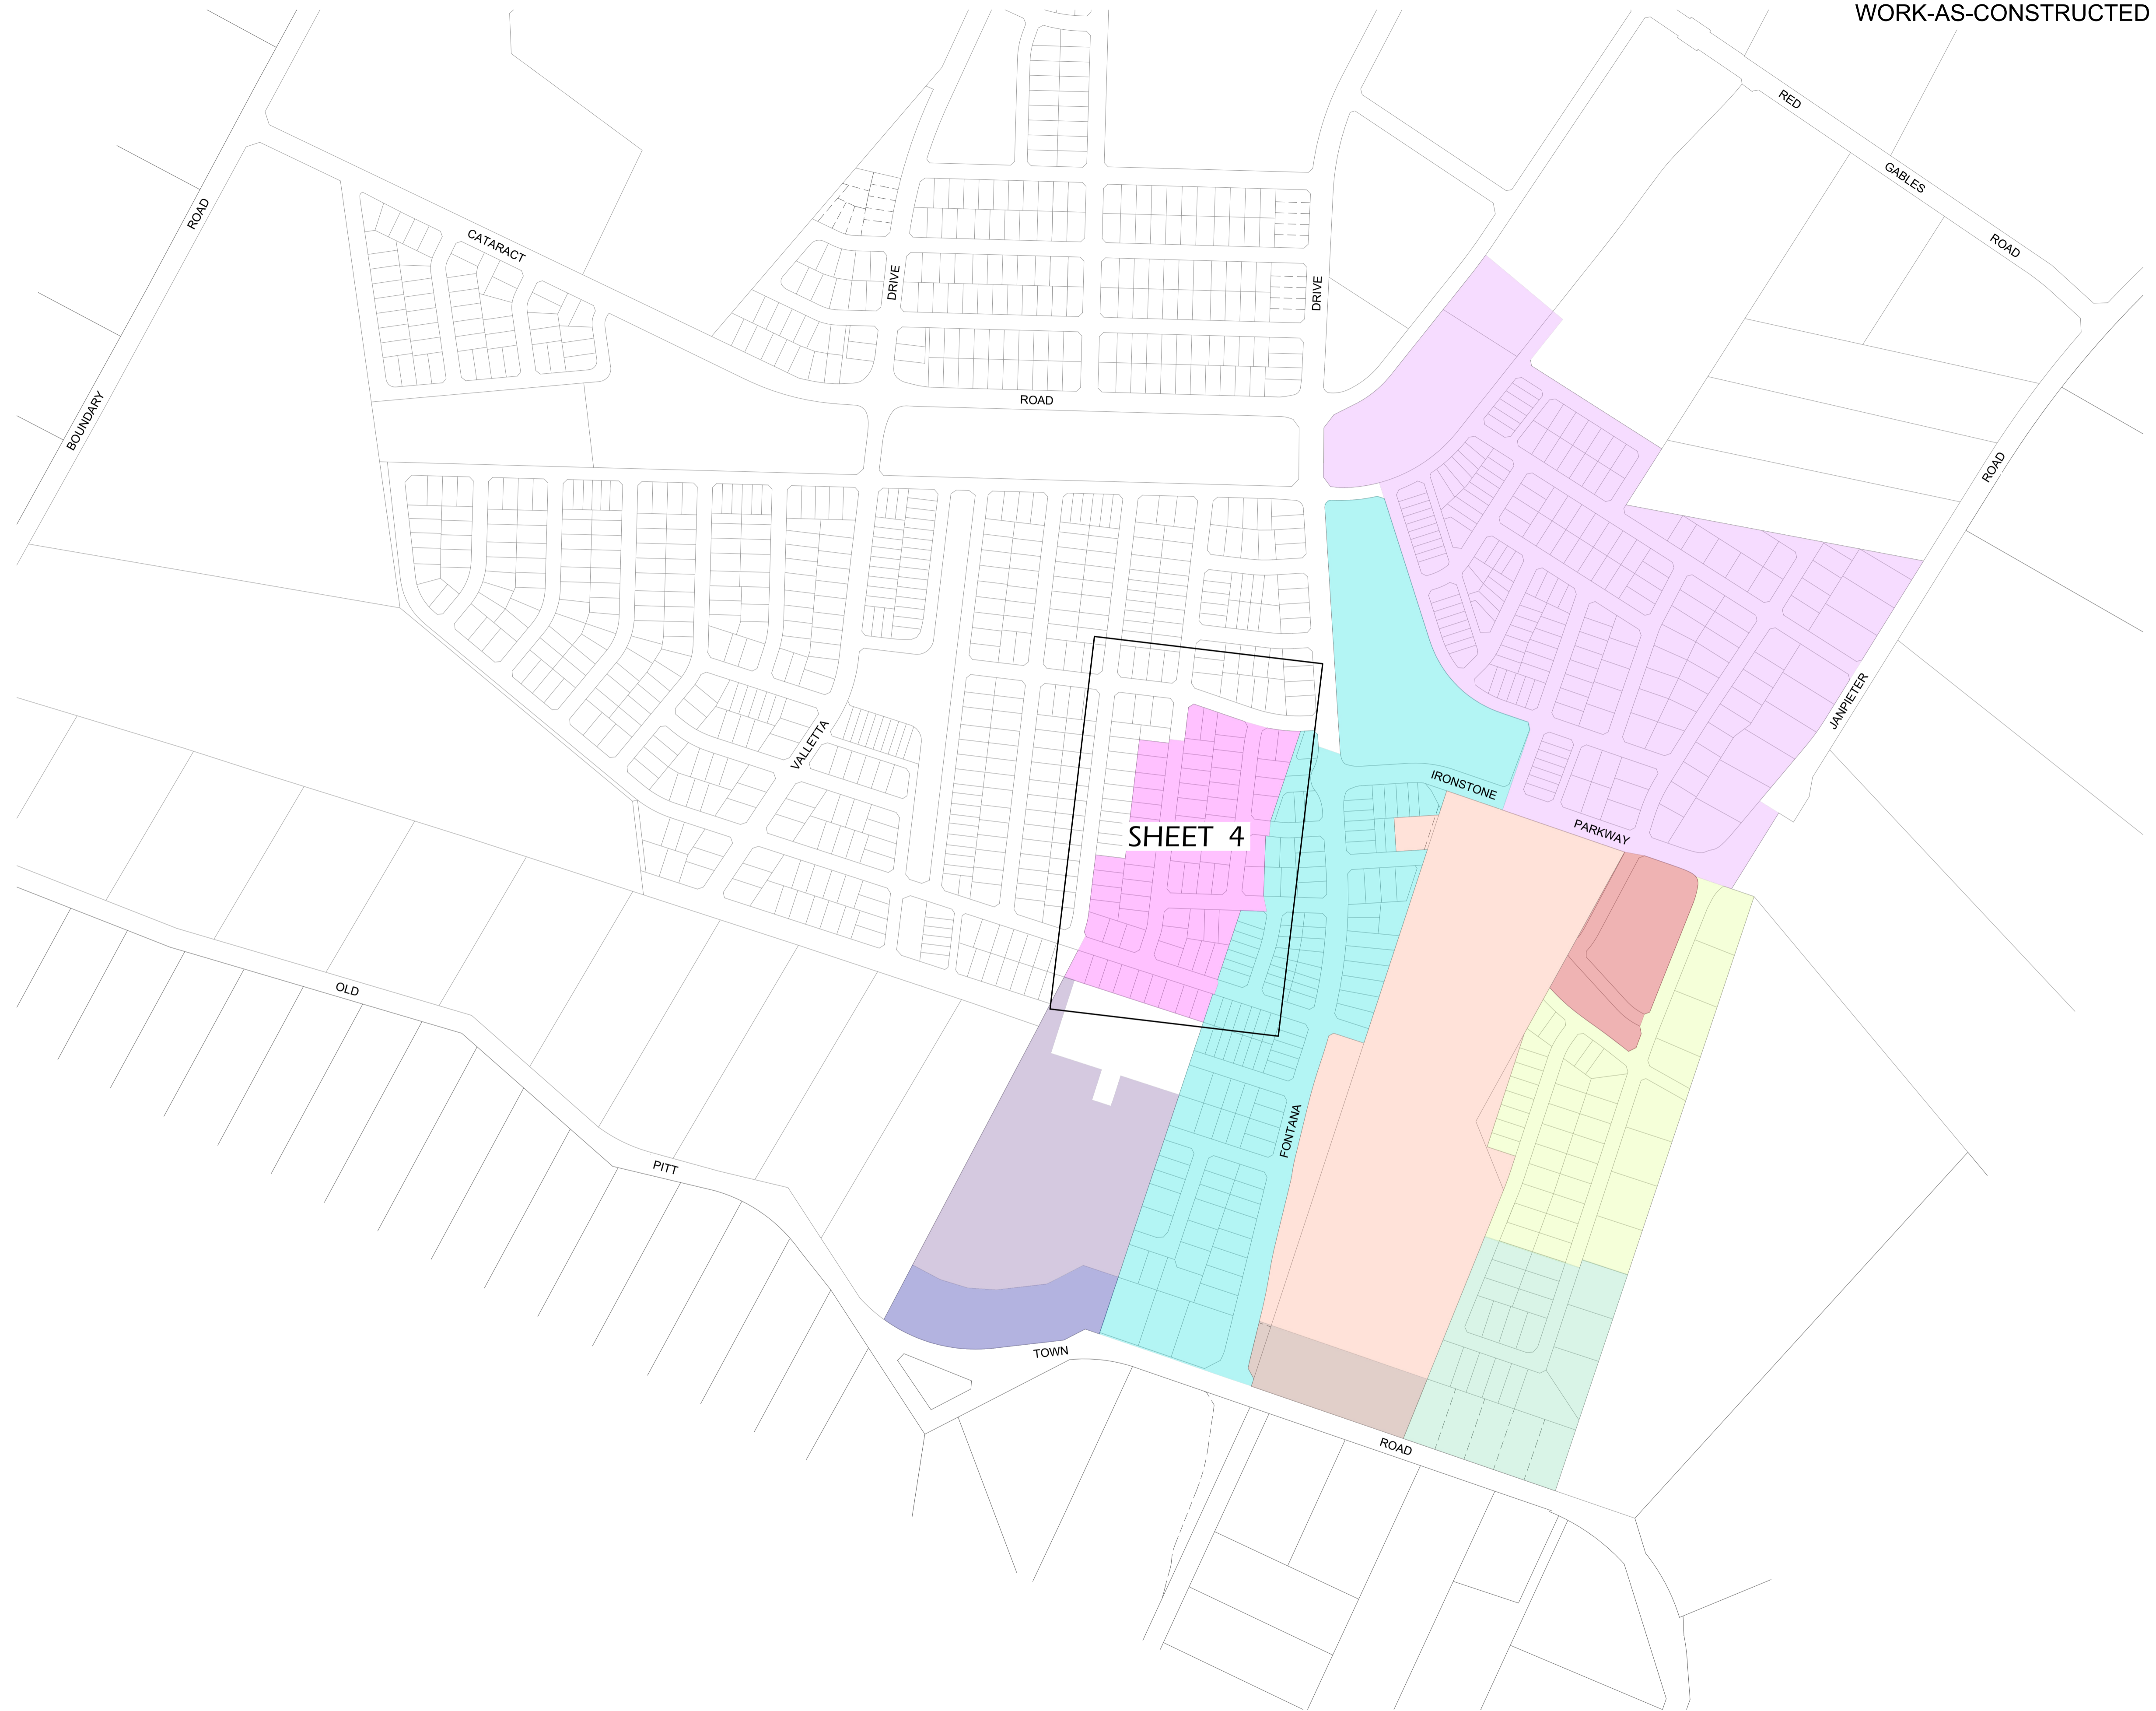 WORK-AS-CONSTRUCTED
RED
GABLES
ROAD
ROAD
CATARACT
DRIVE
DRIVE
ROAD
BOUNDARY
ROAD
JANPIETER
VALLETTA
IRONSTONE
PARKWAY
SHEET 4
OLD
FONTANA
PITT
TOWN
ROAD